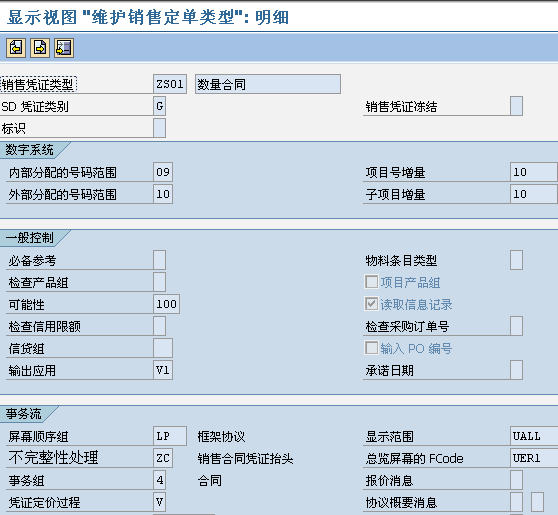 显示视图 "维护销售定单类型": 明细
销售凭证类型 ZS01 数量合同
SD 凭证类别 G 销售凭证冻结
标识
数字系统
内部分配的号码范围 09 项目号增量 10
外部分配的号码范围 10 子项目增量 10
一般控制
必备参考 物料条目类型
检查产品组 项目产品组
可能性 100 读取信息记录
检查信用限额 检查采购订单号
信贷组 输入 PO 编号
输出应用 V1 承诺日期
事务流
屏幕顺序组 LP 框架协议 显示范围 UALL
不完整性处理 ZC 销售合同凭证抬头 总览屏幕的 FCode UER1
事务组 4 合同 报价消息
凭证定价过程 V 协议概要消息